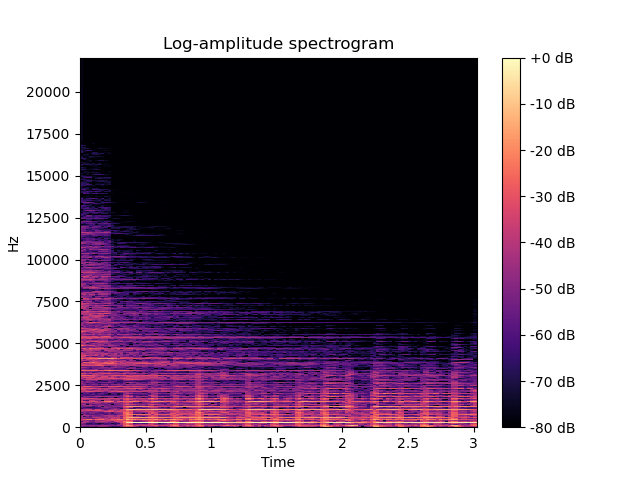 Log-amplitude spectrogram
Hz
20000
17500
15000
12500
10000
7500
5000
2500
0
0 0.5 1 1.5 2 2.5 3
Time
+0 dB
-10 dB
-20 dB
-30 dB
-40 dB
-50 dB
-60 dB
-70 dB
-80 dB